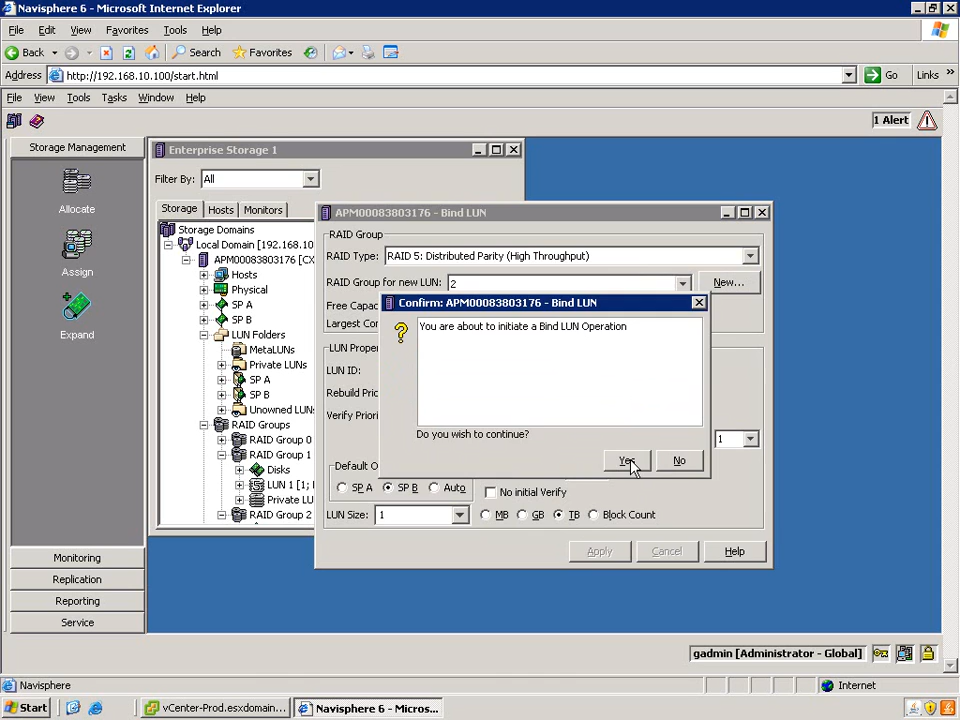 Navisphere 6 - Microsoft Internet Explorer
File Edit View Favorites Tools Help
Back Search Favorites
Address http://192.168.10.100/start.html Go Links »
File View Tools Tasks Window Help
1 Alert
Storage Management
Allocate
Assign
Expand
Monitoring
Replication
Reporting
Service
Enterprise Storage 1
Filter By: All
Storage Hosts Monitors
Storage Domains
Local Domain [192.168.10
APM00083803176 [CX
Hosts
Physical
SP A
SP B
LUN Folders
MetaLUNs
Private LUNs
SP A
SP B
Unowned LUN
RAID Groups
RAID Group 0
RAID Group 1
Disks
LUN 1 [1;
Private LU
RAID Group 2
APM00083803176 - Bind LUN
RAID Group
RAID Type: RAID 5: Distributed Parity (High Throughput)
RAID Group for new LUN: 2 New...
Free Capac
Largest Co
LUN Proper
LUN ID:
Rebuild Pri
Verify Priori
1
Default O
SP A SP B Auto No initial Verify
LUN Size: 1 MB GB TB Block Count
Apply Cancel Help
Confirm: APM00083803176 - Bind LUN
You are about to initiate a Bind LUN Operation
Do you wish to continue?
Yes No
gadmin [Administrator - Global]
Navisphere Internet
Start vCenter-Prod.esxdomain... Navisphere 6 - Micros...